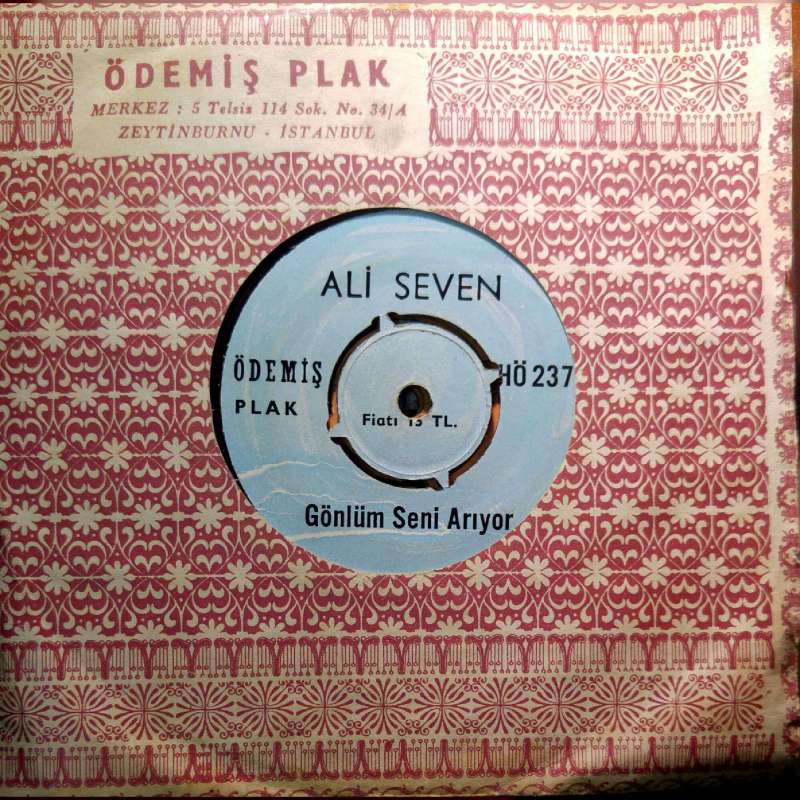 ÖDEMİŞ PLAK
MERKEZ : 5 Telsiz 114 Sok. No. 34/A
ZEYTİNBURNU - İSTANBUL
ALİ SEVEN
ÖDEMİŞ
PLAK
HÖ 237
Fiatı TL.
Gönlüm Seni Arıyor